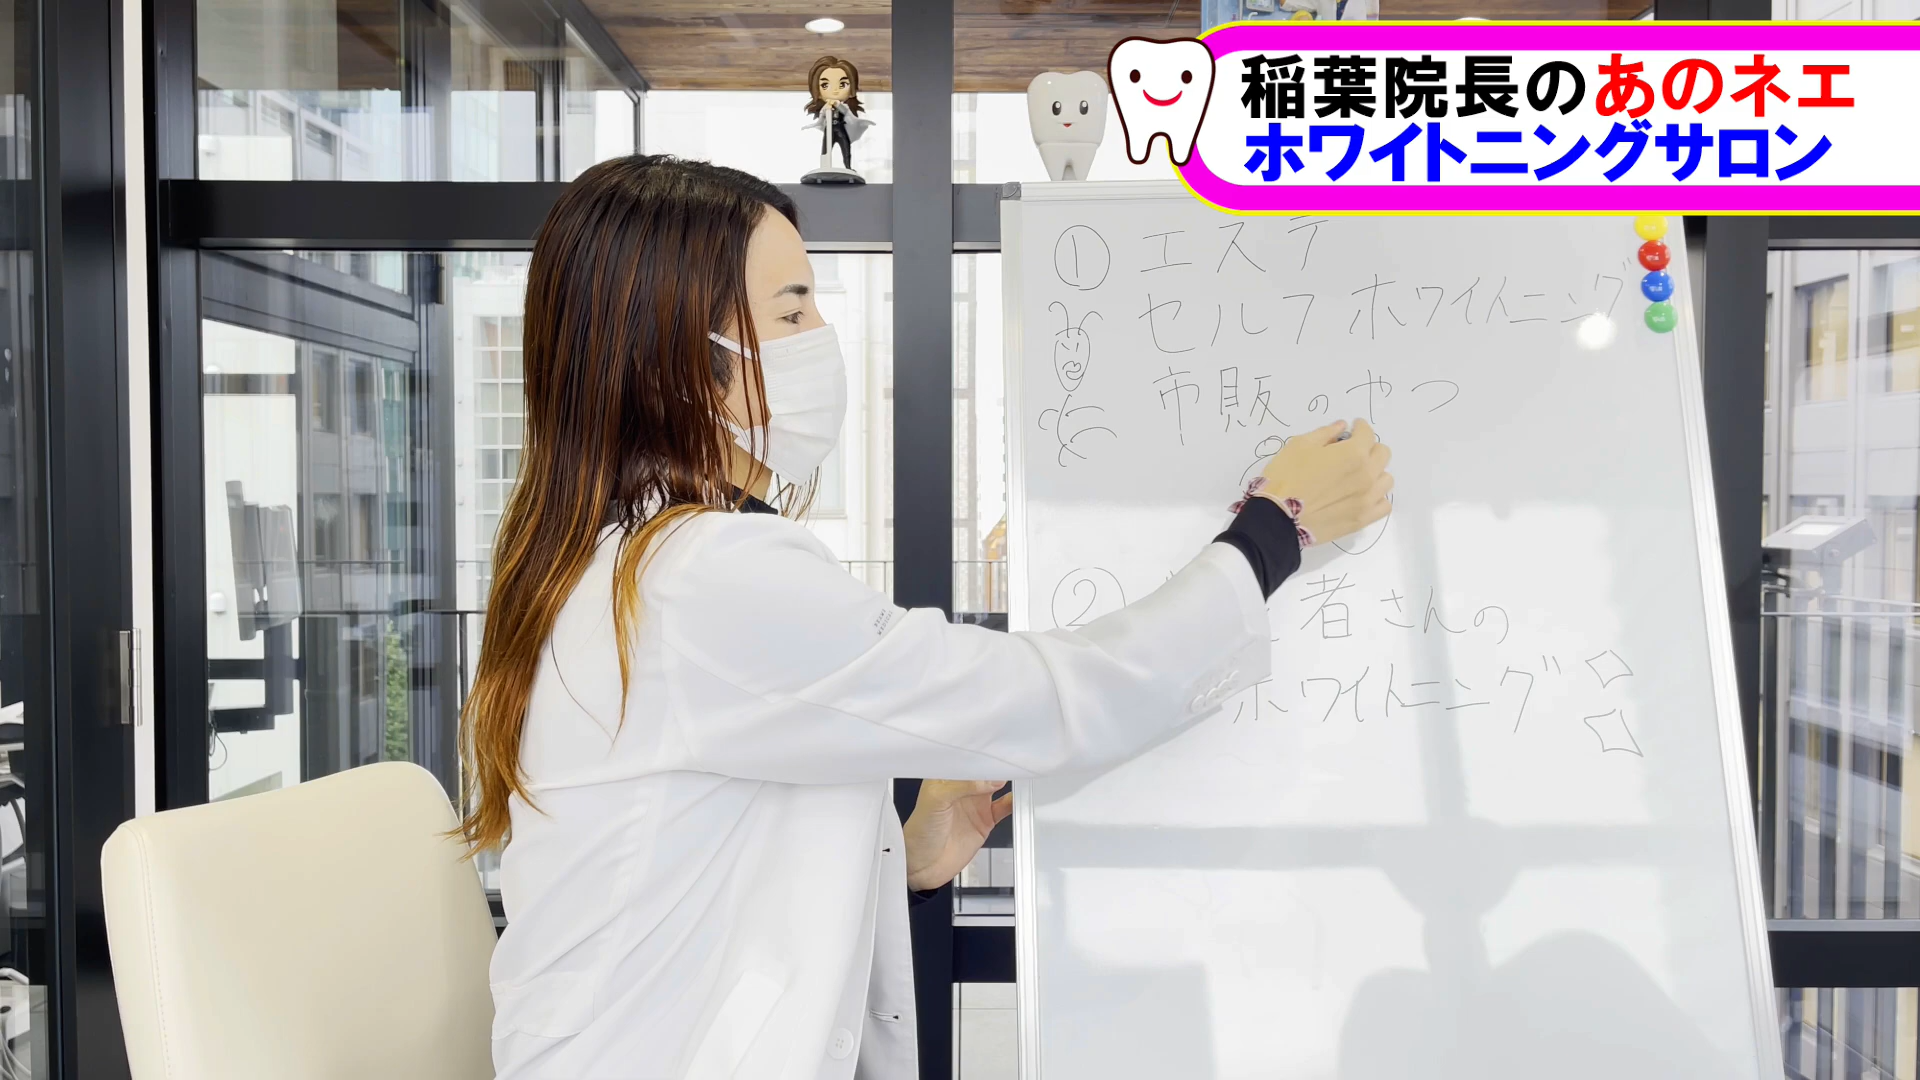 稲葉院長のあのネエ
ホワイトニングサロン
① エステ
セルフホワイトニング
市販のやつ
② 者さんの
ホワイトニング